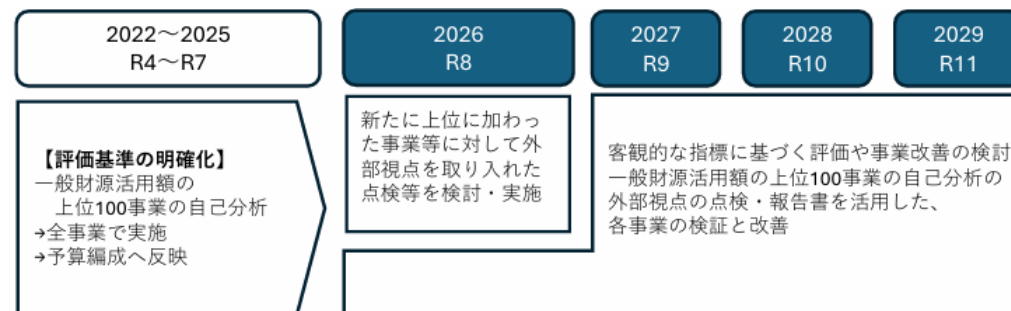 2022～2025
R4～R7
2026
R8
2027
R9
2028
R10
2029
R11
【評価基準の明確化】
一般財源活用額の
上位100事業の自己分析
→全事業で実施
→予算編成へ反映
新たに上位に加わっ
た事業等に対して外
部視点を取り入れた
点検等を検討・実施
客観的な指標に基づく評価や事業改善の検討
一般財源活用額の上位100事業の自己分析の
外部視点の点検・報告書を活用した、
各事業の検証と改善